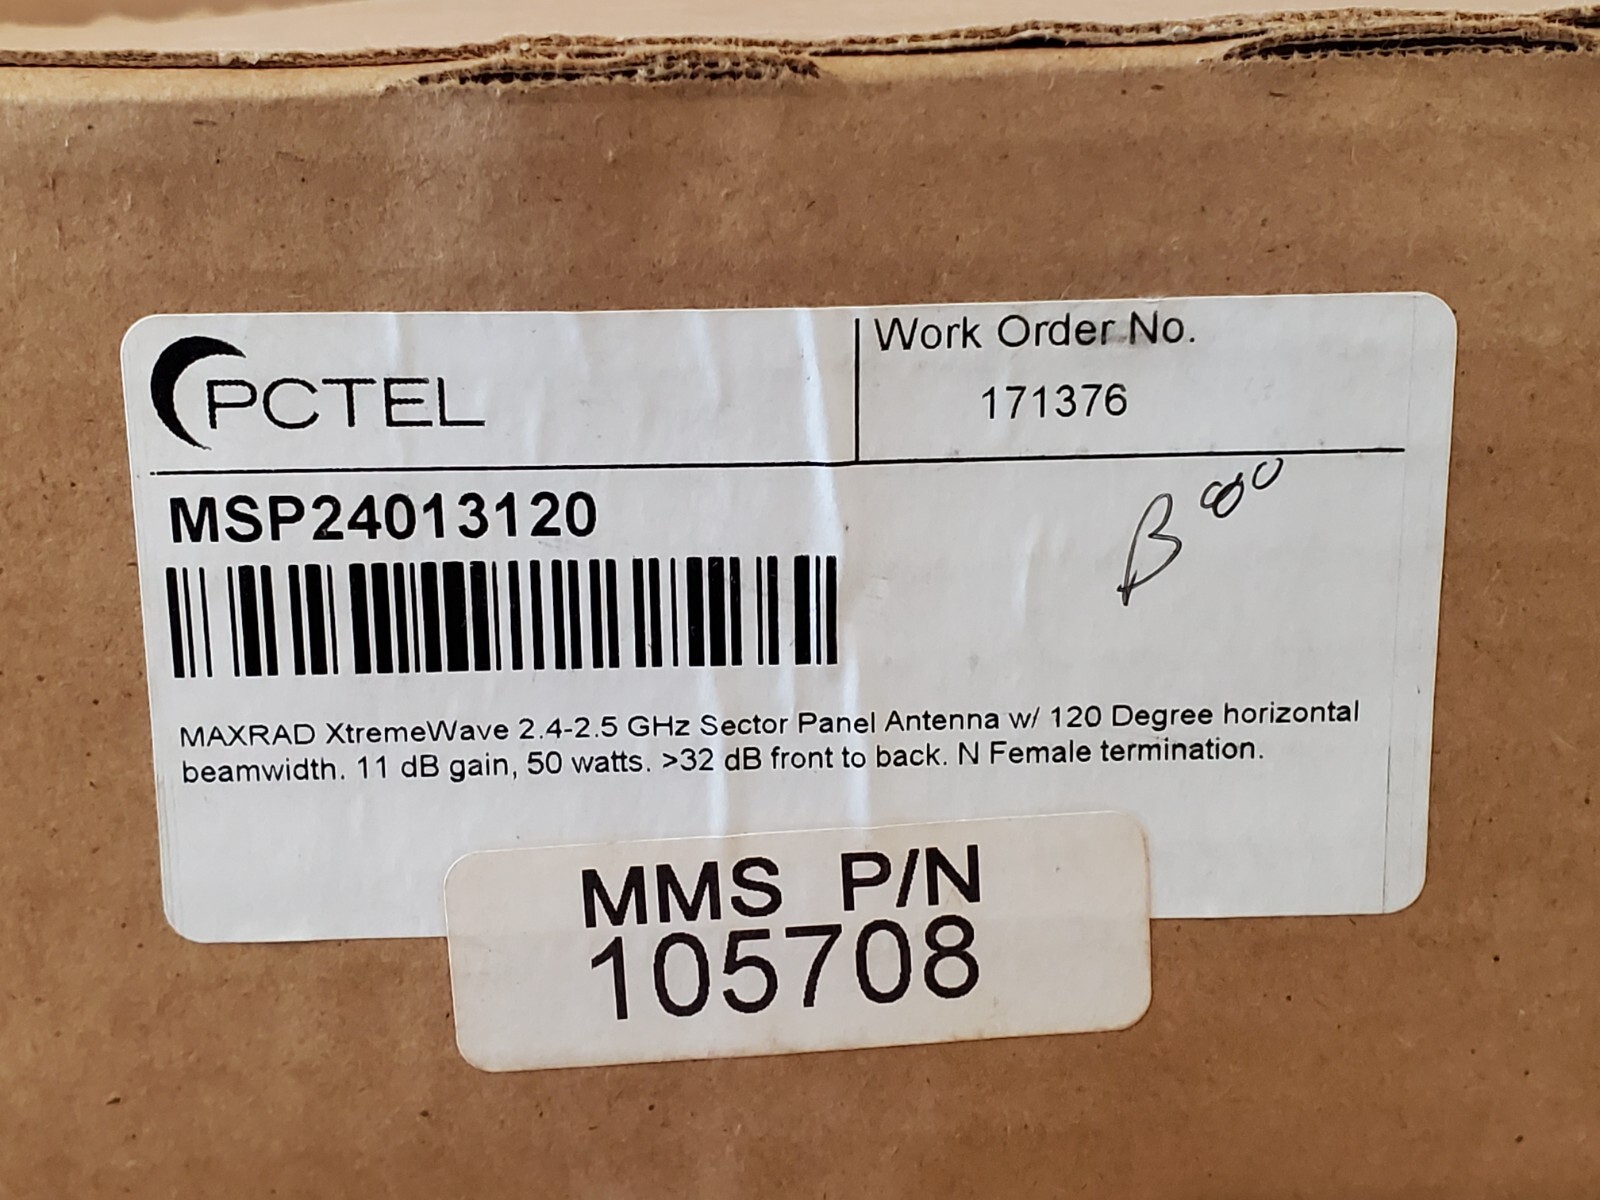 PCTEL
Work Order No.
171376
MSP24013120
MAXRAD XtremeWave 2.4-2.5 GHz Sector Panel Antenna w/ 120 Degree horizontal
beamwidth. 11 dB gain, 50 watts. >32 dB front to back. N Female termination.
MMS P/N
105708